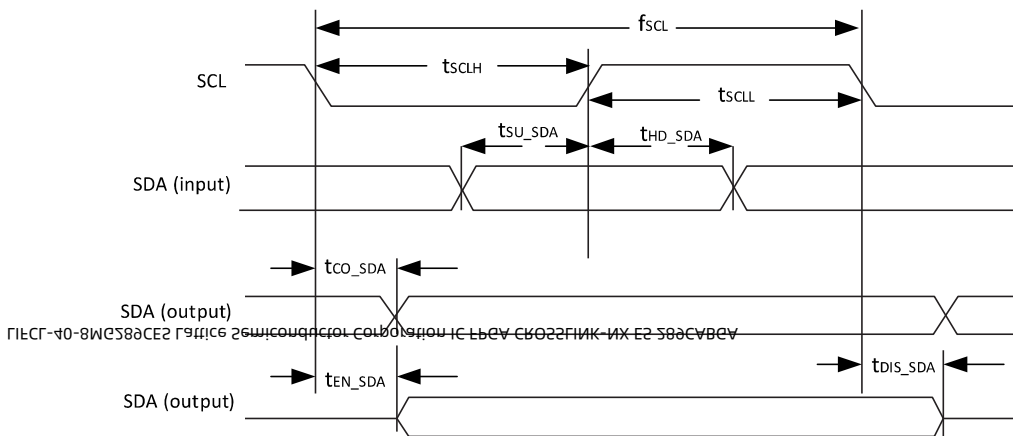 fSCL
SCL
tSCLH
tSCLL
tSU_SDA
tHD_SDA
SDA (input)
tCO_SDA
SDA (output)
LIFCL-40-8MG289CES Lattice Semiconductor Corporation IC FPGA CROSSLINK-NX ES 289CABGA
tEN_SDA
tDIS_SDA
SDA (output)